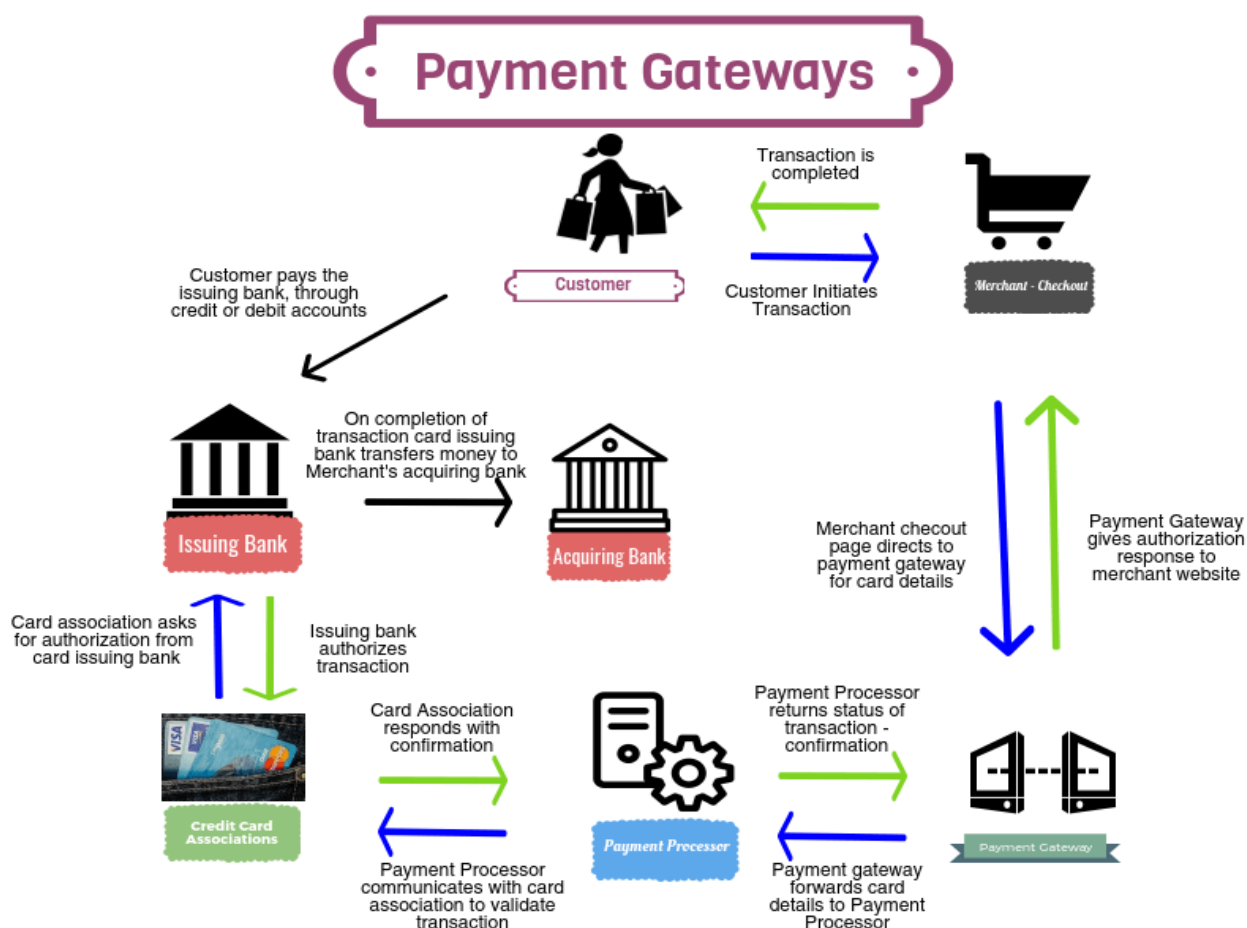 Payment Gateways
Transaction is
completed
Customer
Customer Initiates
Transaction
Merchant - Checkout
Customer pays the
issuing bank, through
credit or debit accounts
On completion of
transaction card issuing
bank transfers money to
Merchant's acquiring bank
Issuing Bank
Acquiring Bank
Merchant checout
page directs to
payment gateway
for card details
Payment Gateway
gives authorization
response to
merchant website
Card association asks
for authorization from
card issuing bank
Issuing bank
authorizes
transaction
Card Association
responds with
confirmation
Payment Processor
returns status of
transaction -
confirmation
VISA
VISA
Credit Card
Associations
Payment Processor
Payment Gateway
Payment Processor
communicates with card
association to validate
transaction
Payment gateway
forwards card
details to Payment
Processor